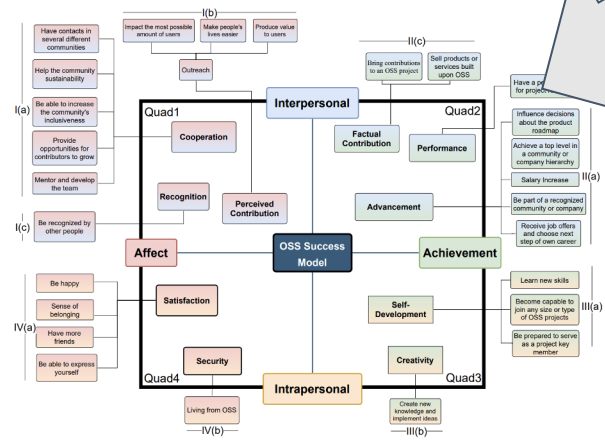 I(b)
Impact the most possible
amount of users
Make people's
lives easier
Produce value
to users
Outreach
II(c)
Bring contributions
to an OSS project
Sell products or
services built
upon OSS
Have contacts in
several different
communities
Help the community
sustainability
I(a)
Be able to increase
the community's
inclusiveness
Provide
opportunities for
contributors to grow
Mentor and develop
the team
I(c)
Be recognized by
other people
Quad1
Interpersonal
Quad2
Cooperation
Recognition
Perceived
Contribution
Factual
Contribution
Performance
Advancement
Have a
for
Influence decisions
about the product
roadmap
Achieve a top level in
a community or
company hierarchy
II(a)
Salary Increase
Be part of a recognized
community or company
Receive job offers
and choose next
step of own career
Affect
OSS Success
Model
Achievement
IV(a)
Be happy
Sense of
belonging
Have more
friends
Be able to express
yourself
Satisfaction
Security
Self-
Development
Creativity
Learn new skills
Become capable to
join any size or type
of OSS projects
III(a)
Be prepared to serve
as a project key
member
Quad4
Intrapersonal
Quad3
Living from OSS
IV(b)
Create new
knowledge and
implement ideas
III(b)